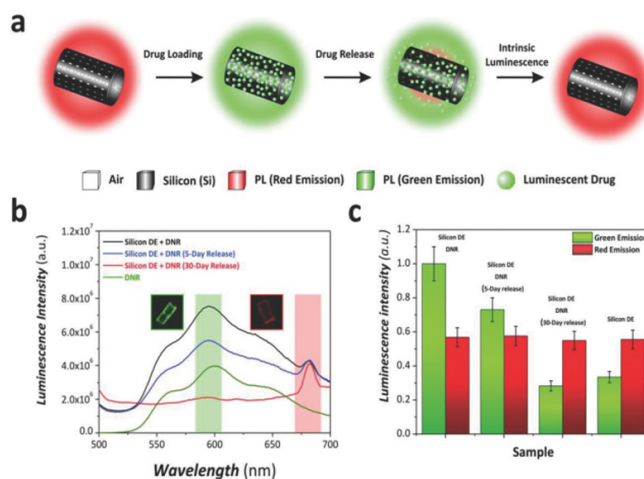 a
Drug Loading
Drug Release
Intrinsic
Luminescence
Air
Silicon (Si)
PL (Red Emission)
PL (Green Emission)
Luminescent Drug
b
Luminescence Intensity (a.u.)
1.2x10⁷
1.0x10⁷
8.0x10⁶
6.0x10⁶
4.0x10⁶
2.0x10⁶
0.0
Silicon DE + DNR
Silicon DE + DNR (5-Day Release)
Silicon DE + DNR (30-Day Release)
DNR
500
550
600
650
700
Wavelength (nm)
c
Luminescence intensity (a.u.)
1.2
1.0
0.8
0.6
0.4
0.2
0.0
Silicon DE
DNR
Silicon DE
DNR
(5-Day release)
Silicon DE
DNR
(30-Day release)
Silicon DE
Green Emission
Red Emission
Sample